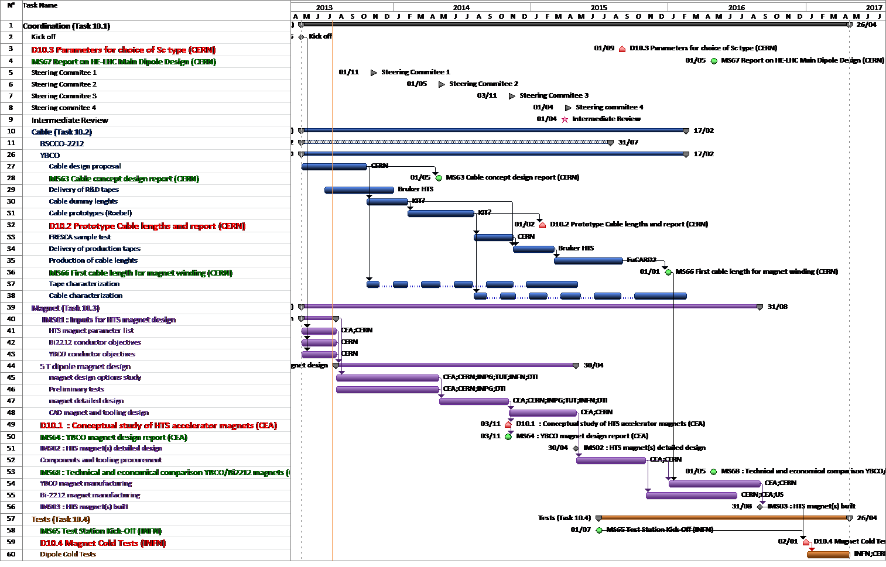 N° Task Name 2013 2014 2015 2016 2017
A M J J A S O N D J F M A M J J A S O N D J F M A M J J A S O N D J F M A M J J A S O N D J F M A M
1 Coordination (Task 10.1) 26/04
2 Kick off Kick off
3 D10.3 Parameters for choice of Sc type (CERN) 01/09 D10.3 Parameters for choice of Sc type (CERN)
4 MS67 Report on HE-LHC Main Dipole Design (CERN) 01/05 MS67 Report on HE-LHC Main Dipole Design (CERN)
5 Steering Commitee 1 01/11 Steering Commitee 1
6 Steering Commitee 2 01/05 Steering Commitee 2
7 Steering Commitee 3 03/11 Steering Commitee 3
8 Steering commitee 4 01/04 Steering commitee 4
9 Intermediate Review 01/04 Intermediate Review
10 Cable (Task 10.2) 17/02
11 BSCCO-2212 31/07
26 YBCO 17/02
27 Cable design proposal CERN
28 MS63 Cable concept design report (CERN) 01/05 MS63 Cable concept design report (CERN)
29 Delivery of R&D tapes Bruker HTS
30 Cable dummy lenghts KIT?
31 Cable prototypes (Roebel) KIT?
32 D10.2 Prototype Cable lengths and report (CERN) 01/02 D10.2 Prototype Cable lengths and report (CERN)
33 FRESCA sample test CERN
34 Delivery of production tapes Bruker HTS
35 Production of cable lenghts EuCARD2
36 MS66 First cable length for magnet winding (CERN) 01/01 MS66 First cable length for magnet winding (CERN)
37 Tape characterization
38 Cable characterization
39 Magnet (Task 10.3) 31/08
40 IMS01 : Inputs for HTS magnet design
41 HTS magnet parameter list CEA;CERN
42 Bi2212 conductor objectives CERN
43 YBCO conductor objectives CERN
44 5 T dipole magnet design gnet design 30/04
45 magnet design options study CEA;CERN;INPG;TUT;INFN;DTI
46 Preliminary tests CEA;CERN;INPG;DTI
47 magnet detailed design CEA;CERN;INPG;TUT;INFN;DTI
48 CAD magnet and tooling design CEA;CERN
49 D10.1 : Conceptual study of HTS accelerator magnets (CEA) 03/11 D10.1 : Conceptual study of HTS accelerator magnets (CEA)
50 MS64 : YBCO magnet design report (CEA) 03/11 MS64 : YBCO magnet design report (CEA)
51 IMS02 : HTS magnet(s) detailed design 30/04 IMS02 : HTS magnet(s) detailed design
52 Components and tooling procurement CEA;CERN
53 MS68 : Technical and economical comparison YBCO/Bi2212 magnets ( 01/05 MS68 : Technical and economical comparison YBCO/
54 YBCO magnet manufacturing CEA;CERN
55 Bi-2212 magnet manufacturing CERN;CEA;US
56 IMS03 : HTS magnet(s) built 31/08 IMS03 : HTS magnet(s) built
57 Tests (Task 10.4) Tests (Task 10.4) 26/04
58 MS65 Test Station Kick-Off (INFN) 01/07 MS65 Test Station Kick-Off (INFN)
59 D10.4 Magnet Cold Tests (INFN) 02/01 D10.4 Magnet Cold Te
60 Dipole Cold Tests INFN;CER